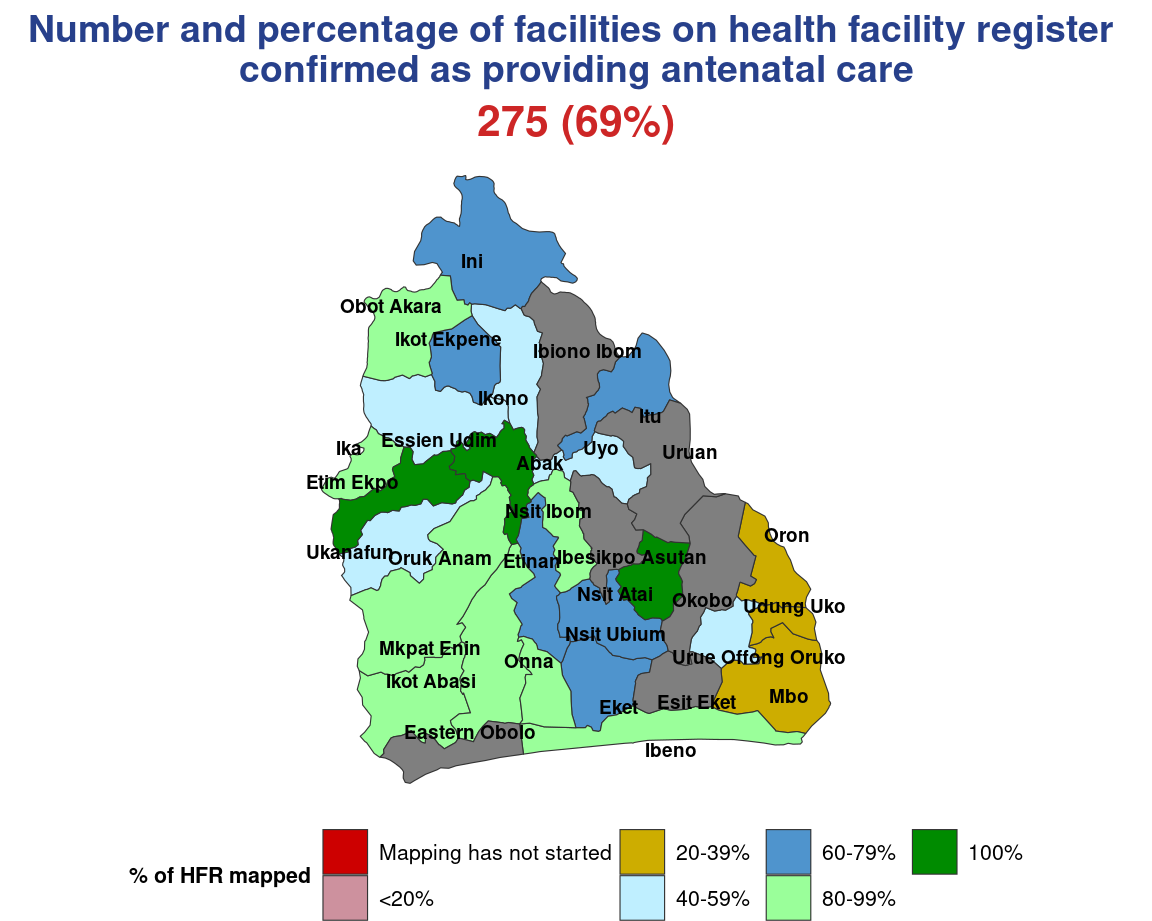 Number and percentage of facilities on health facility register
confirmed as providing antenatal care
275 (69%)
Ini
Obot Akara
Ikot Ekpene
Ibiono Ibom
Ikono
Itu
Essien Udim
Ika
Uyo
Uruan
Abak
Etim Ekpo
Nsit Ibom
Oron
Ukanafun
Oruk Anam
Etinan
Ibesikpo Asutan
Nsit Atai
Okobo
Udung Uko
Nsit Ubium
Mkpat Enin
Onna
Urue Offong Oruko
Ikot Abasi
Mbo
Esit Eket
Eket
Eastern Obolo
Ibeno
% of HFR mapped
Mapping has not started
<20%
20-39%
40-59%
60-79%
80-99%
100%